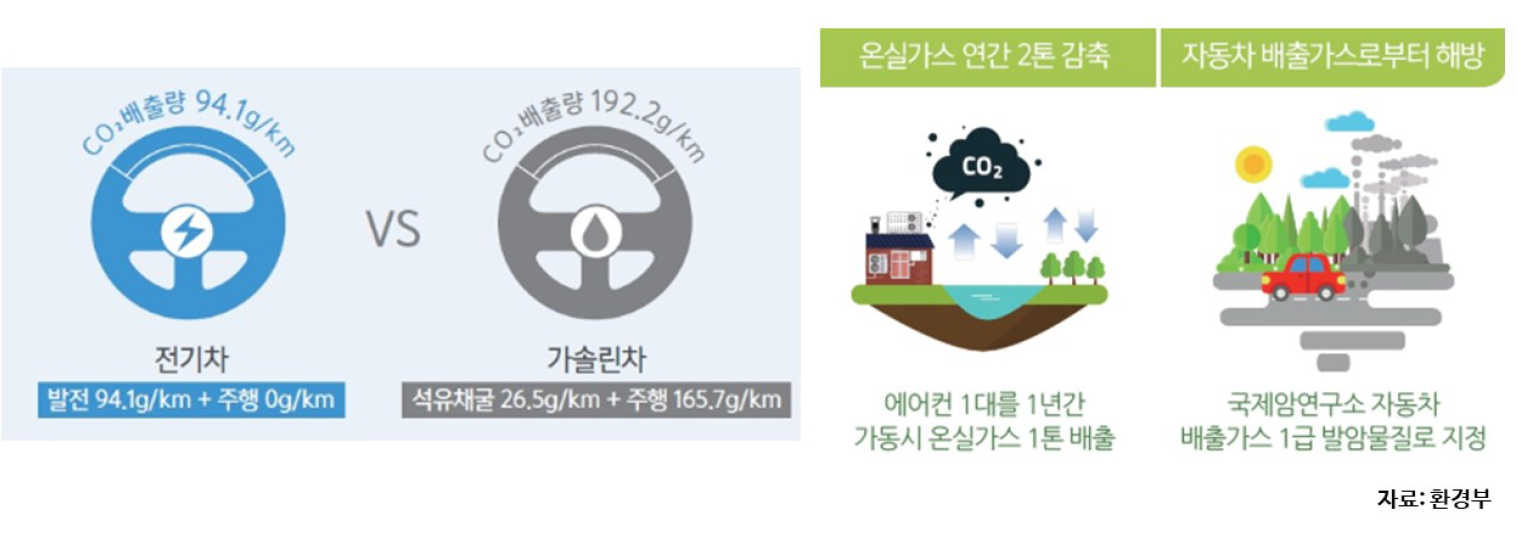 CO₂배출량 94.1g/km
CO₂배출량 192.2g/km
VS
전기차
가솔린차
발전 94.1g/km + 주행 0g/km
석유채굴 26.5g/km + 주행 165.7g/km
온실가스 연간 2톤 감축
CO₂
에어컨 1대를 1년간
가동시 온실가스 1톤 배출
자동차 배출가스로부터 해방
국제암연구소 자동차
배출가스 1급 발암물질로 지정
자료: 환경부